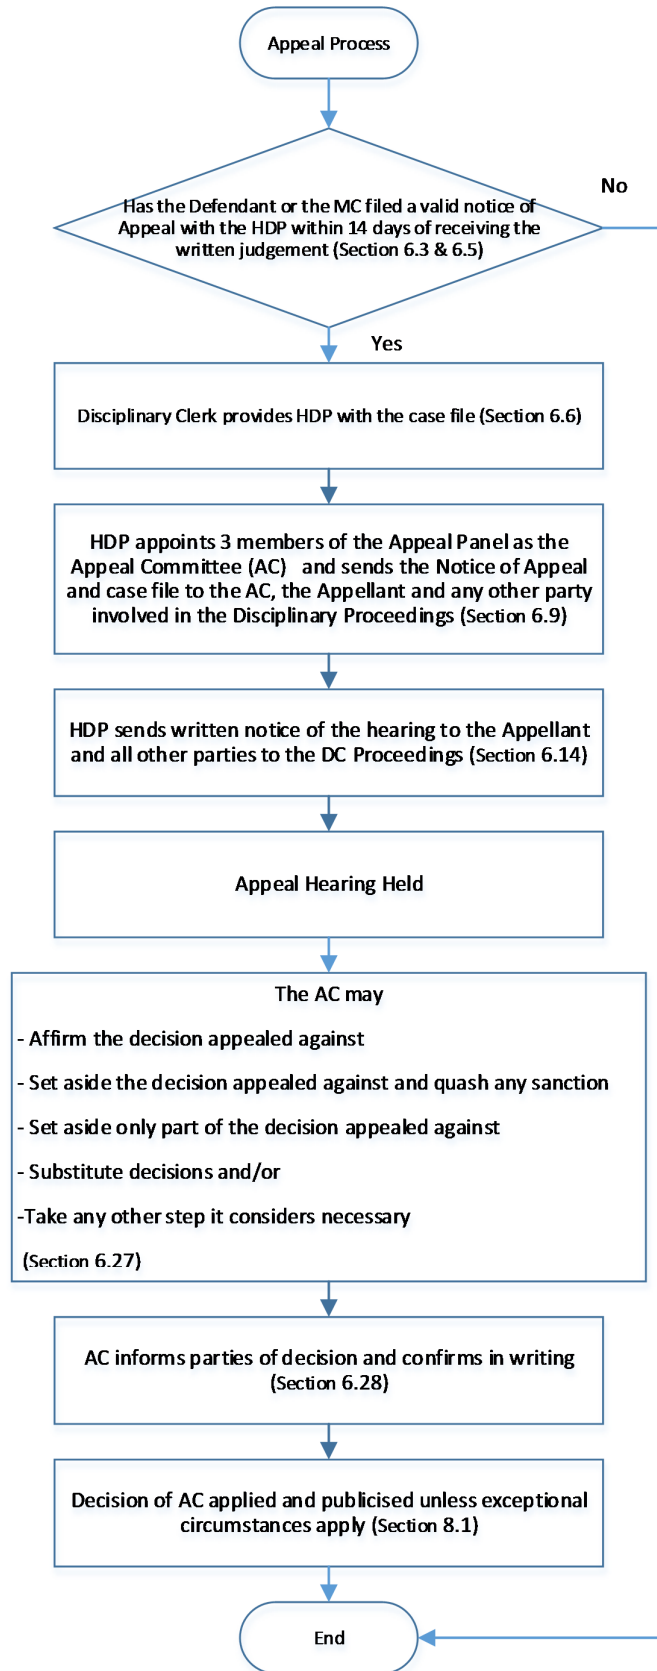 Appeal Process
Has the Defendant or the MC filed a valid notice of
Appeal with the HDP within 14 days of receiving the
written judgement (Section 6.3 & 6.5)
No
Yes
Disciplinary Clerk provides HDP with the case file (Section 6.6)
HDP appoints 3 members of the Appeal Panel as the
Appeal Committee (AC) and sends the Notice of Appeal
and case file to the AC, the Appellant and any other party
involved in the Disciplinary Proceedings (Section 6.9)
HDP sends written notice of the hearing to the Appellant
and all other parties to the DC Proceedings (Section 6.14)
Appeal Hearing Held
The AC may
- Affirm the decision appealed against
- Set aside the decision appealed against and quash any sanction
- Set aside only part of the decision appealed against
- Substitute decisions and/or
-Take any other step it considers necessary
(Section 6.27)
AC informs parties of decision and confirms in writing
(Section 6.28)
Decision of AC applied and publicised unless exceptional
circumstances apply (Section 8.1)
End